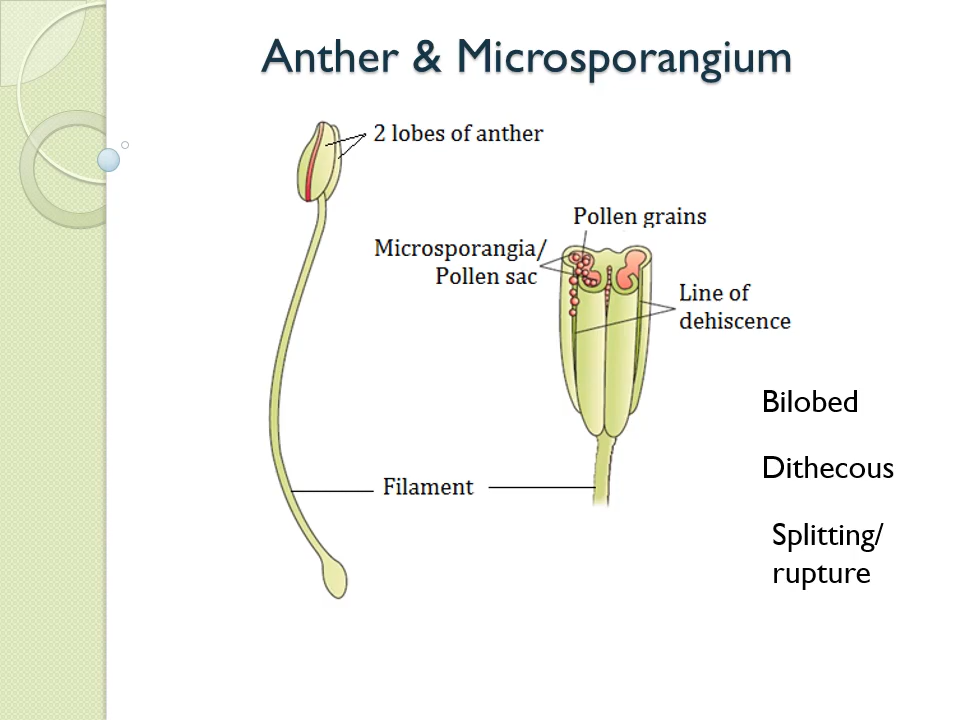 Anther & Microsporangium
2 lobes of anther
Pollen grains
Microsporangia/
Pollen sac
Line of
dehiscence
Bilobed
Dithecous
Filament
Splitting/
rupture